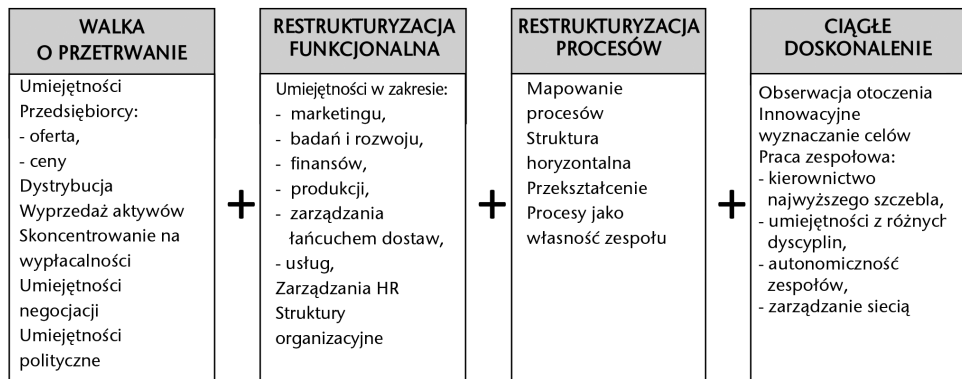 WALKA
O PRZETRWANIE
Umiejętności
Przedsiębiorcy:
- oferta,
- ceny
Dystrybucja
Wyprzedaż aktywów
Skoncentrowanie na
wypłacalności
Umiejętności
negocjacji
Umiejętności
polityczne
+
RESTRUKTURYZACJA
FUNKCJONALNA
Umiejętności w zakresie:
- marketingu,
- badań i rozwoju,
- finansów,
- produkcji,
- zarządzania
łańcuchem dostaw,
- usług,
Zarządzania HR
Struktury
organizacyjne
+
RESTRUKTURYZACJA
PROCESÓW
Mapowanie
procesów
Struktura
horyzontalna
Przekształcenie
Procesy jako
własność zespołu
+
CIĄGŁE
DOSKONALENIE
Obserwacja otoczenia
Innowacyjne
wyznaczanie celów
Praca zespołowa:
- kierownictwo
najwyższego szczebla,
- umiejętności z różnych
dyscyplin,
- autonomiczność
zespołów,
- zarządzanie siecią